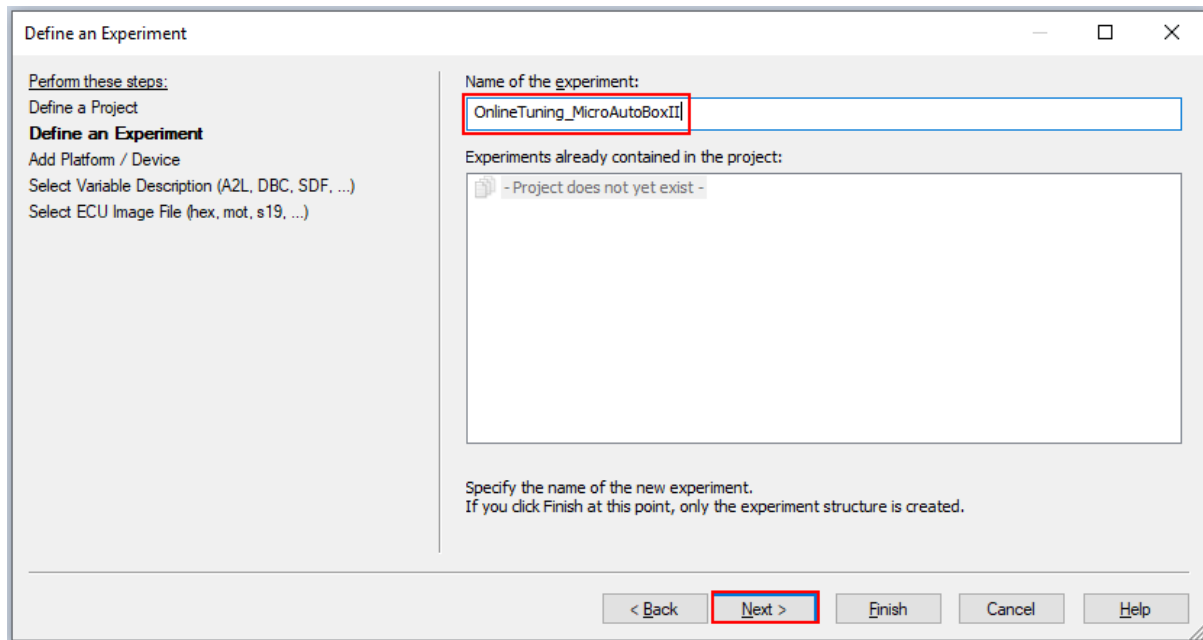 Define an Experiment
Perform these steps:
Define a Project
Define an Experiment
Add Platform / Device
Select Variable Description (A2L, DBC, SDF, ...)
Select ECU Image File (hex, mot, s19, ...)
Name of the experiment:
OnlineTuning_MicroAutoBoxII
Experiments already contained in the project:
- Project does not yet exist -
Specify the name of the new experiment.
If you click Finish at this point, only the experiment structure is created.
< Back Next > Finish Cancel Help